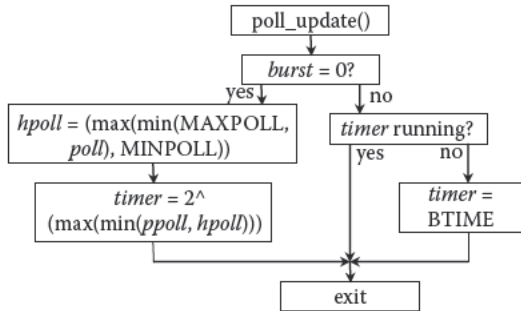 poll_update()
burst = 0?
yes
no
hpoll = (max(min(MAXPOLL,
poll), MINPOLL))
timer running?
yes
no
timer = 2^
(max(min(ppoll, hpoll)))
timer =
BTIME
exit